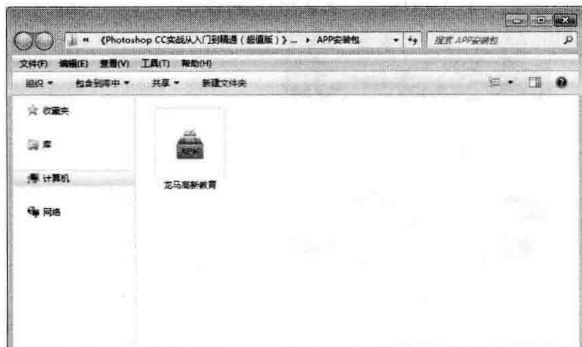 « 《Photoshop CC实战从入门到精通（超值版）》... ▸ APP安装包
搜索 APP安装包
文件(F) 编辑(E) 查看(V) 工具(T) 帮助(H)
组织 包含到库中 共享 新建文件夹
收藏夹
库
计算机
网络
APK
龙马高新教育